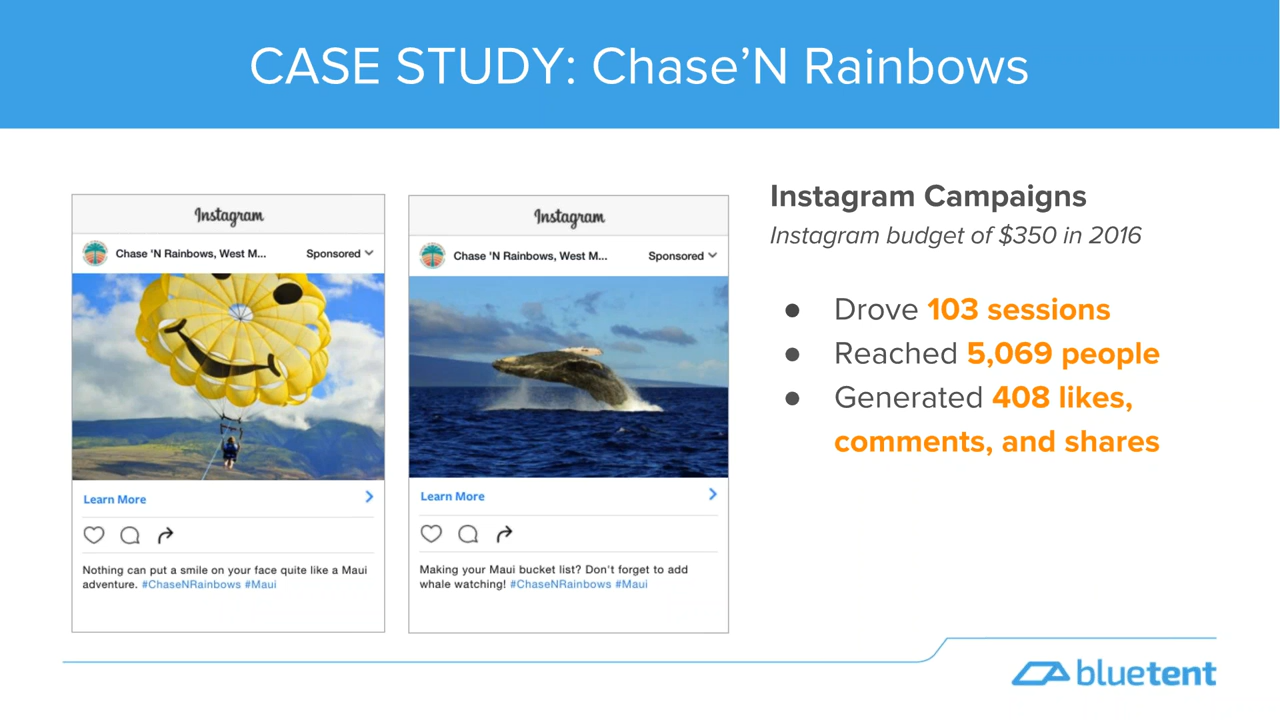 CASE STUDY: Chase’N Rainbows
Instagram
Chase 'N Rainbows, West M...
Sponsored
Learn More
Nothing can put a smile on your face quite like a Maui
adventure. #ChaseNRainbows #Maui
Instagram
Chase 'N Rainbows, West M...
Sponsored
Learn More
Making your Maui bucket list? Don't forget to add
whale watching! #ChaseNRainbows #Maui
Instagram Campaigns
Instagram budget of $350 in 2016
● Drove 103 sessions
● Reached 5,069 people
● Generated 408 likes,
comments, and shares
bluetent